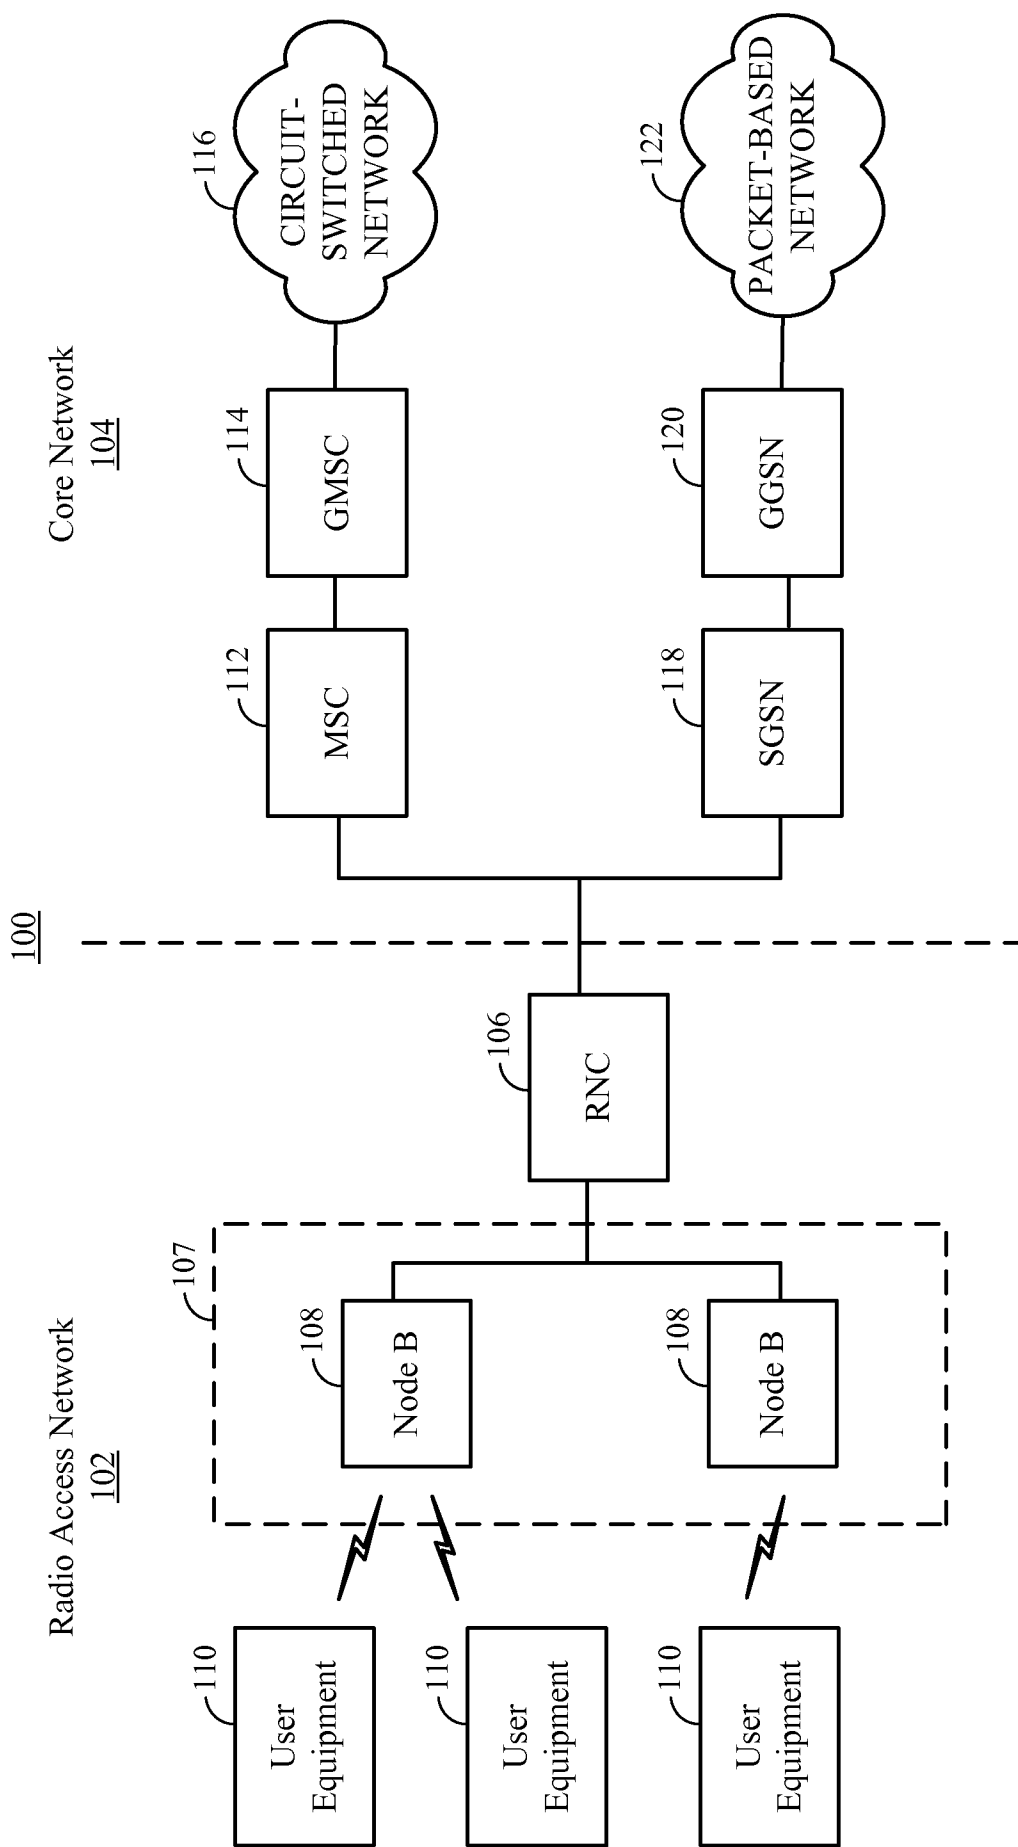 100
Radio Access Network
102
Core Network
104
110
User
Equipment
110
User
Equipment
110
User
Equipment
107
108
Node B
108
Node B
106
RNC
112
MSC
114
GMSC
116
CIRCUIT-
SWITCHED
NETWORK
118
SGSN
120
GGSN
122
PACKET-BASED
NETWORK